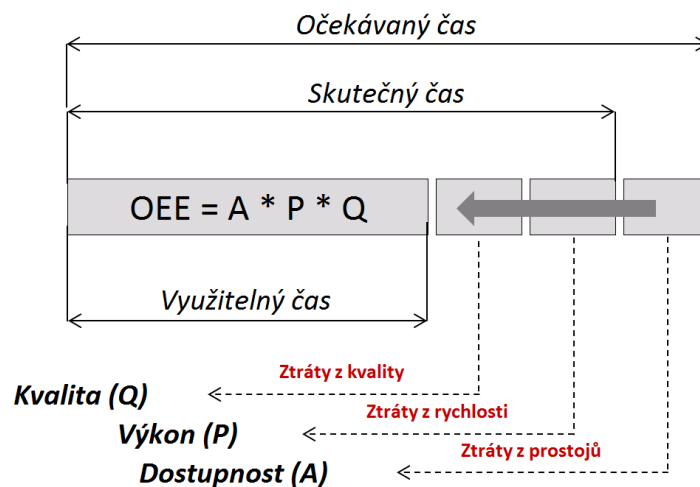 Očekávaný čas
Skutečný čas
OEE = A * P * Q
Využitelný čas
Ztráty z kvality
Kvalita (Q)
Ztráty z rychlosti
Výkon (P)
Ztráty z prostojů
Dostupnost (A)